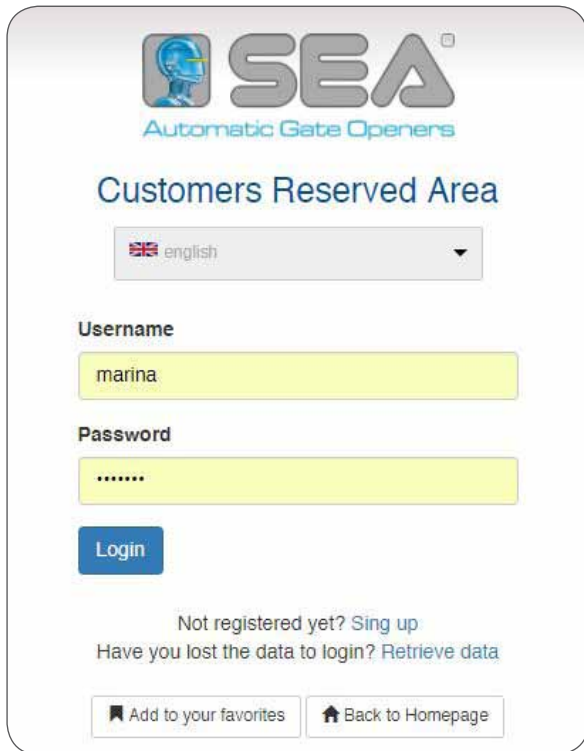 SEA
Automatic Gate Openers
Customers Reserved Area
english
Username
marina
Password
•••••••
Login
Not registered yet? Sing up
Have you lost the data to login? Retrieve data
Add to your favorites
Back to Homepage